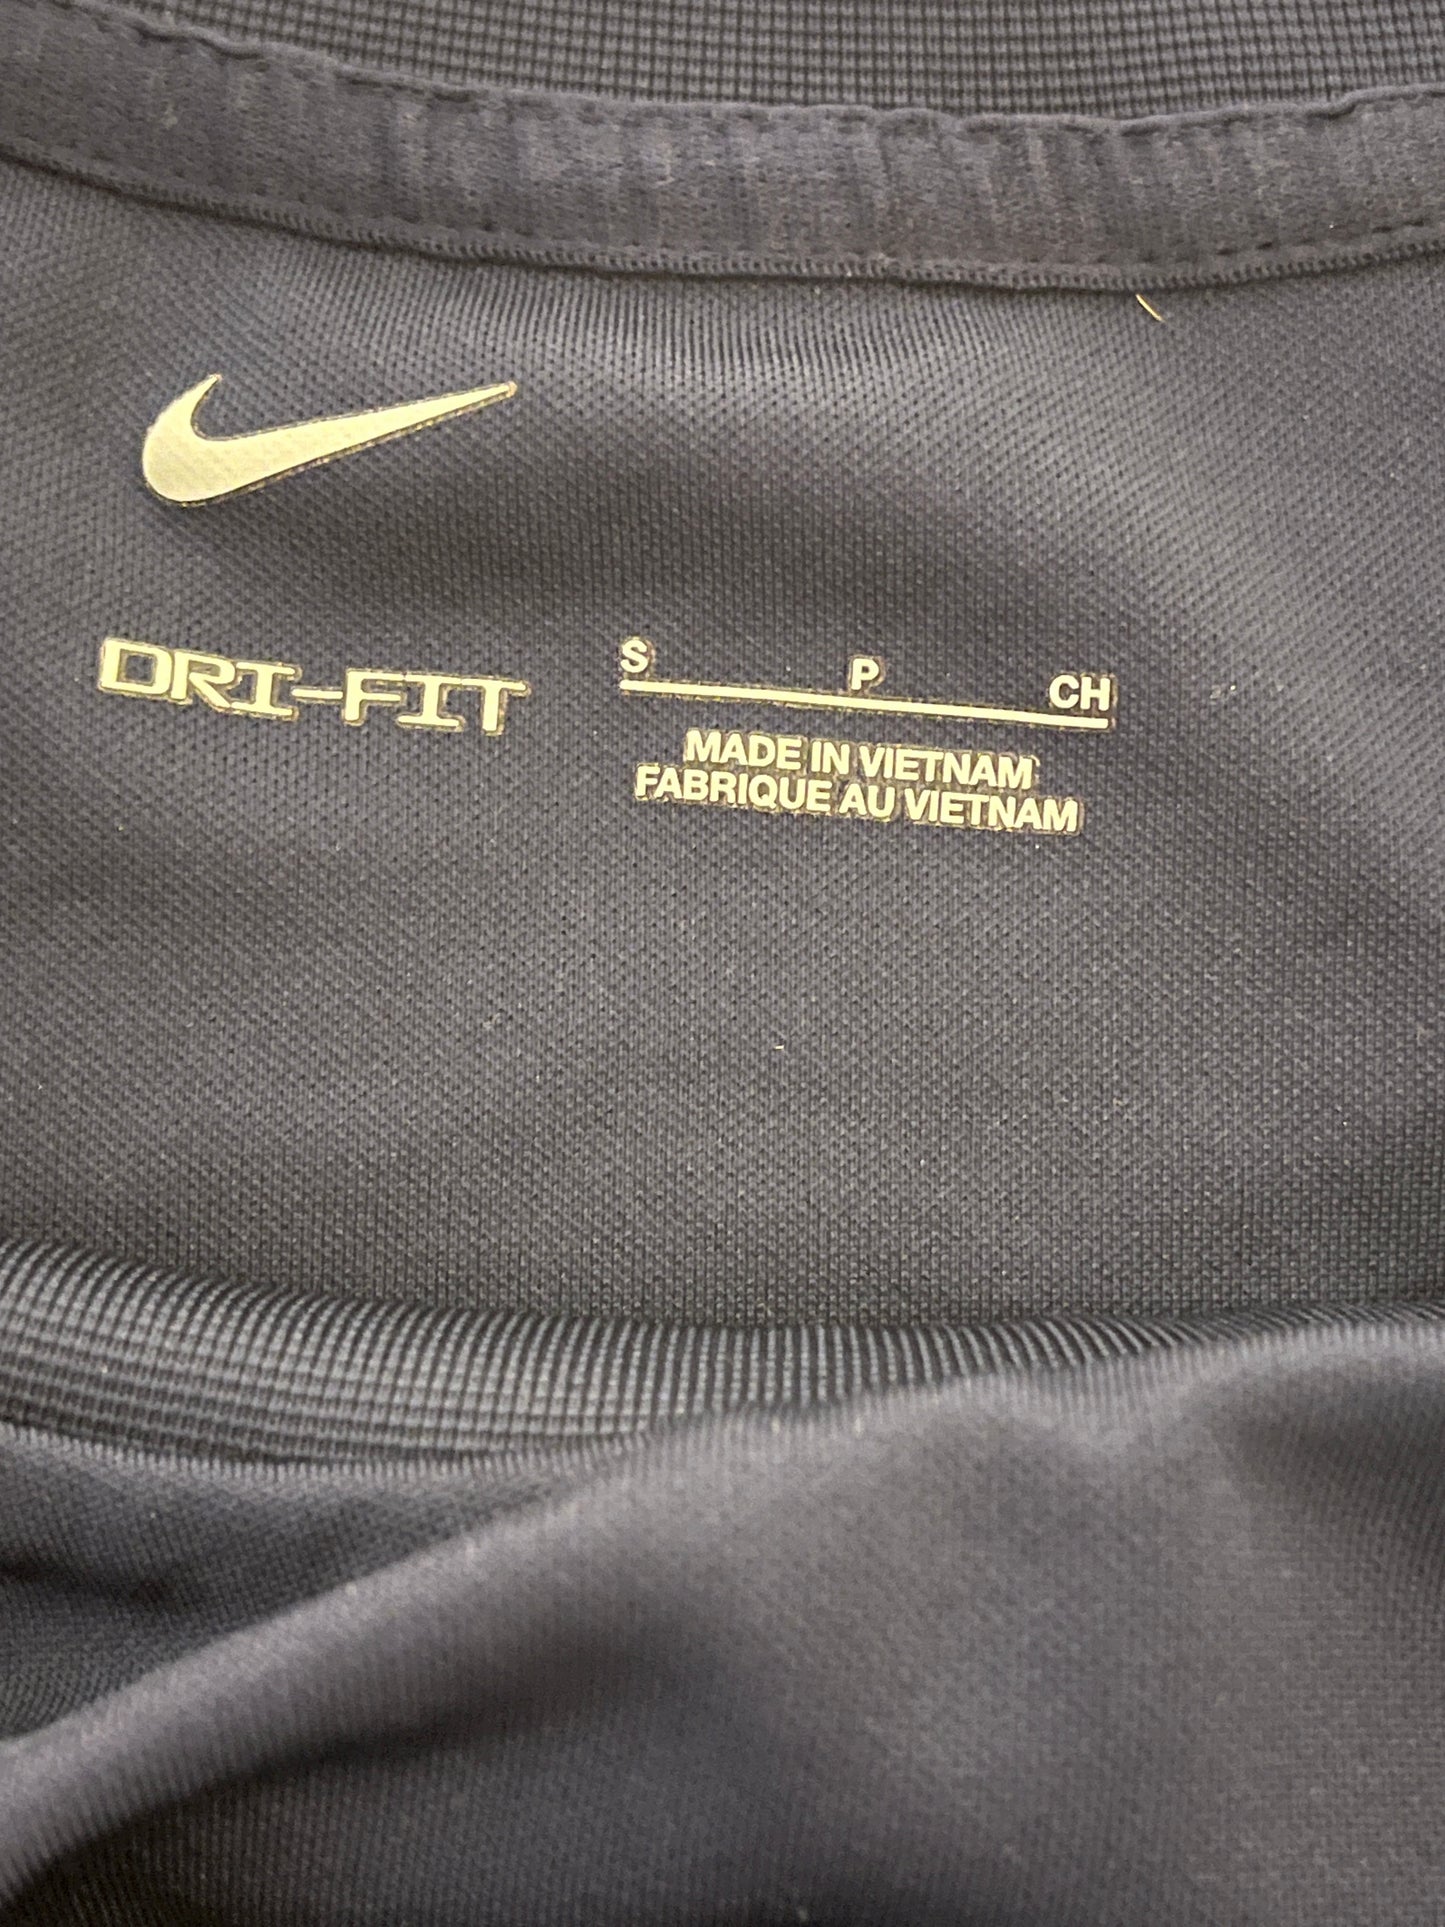 DRI-FIT
S P CH
MADE IN VIETNAM
FABRIQUE AU VIETNAM